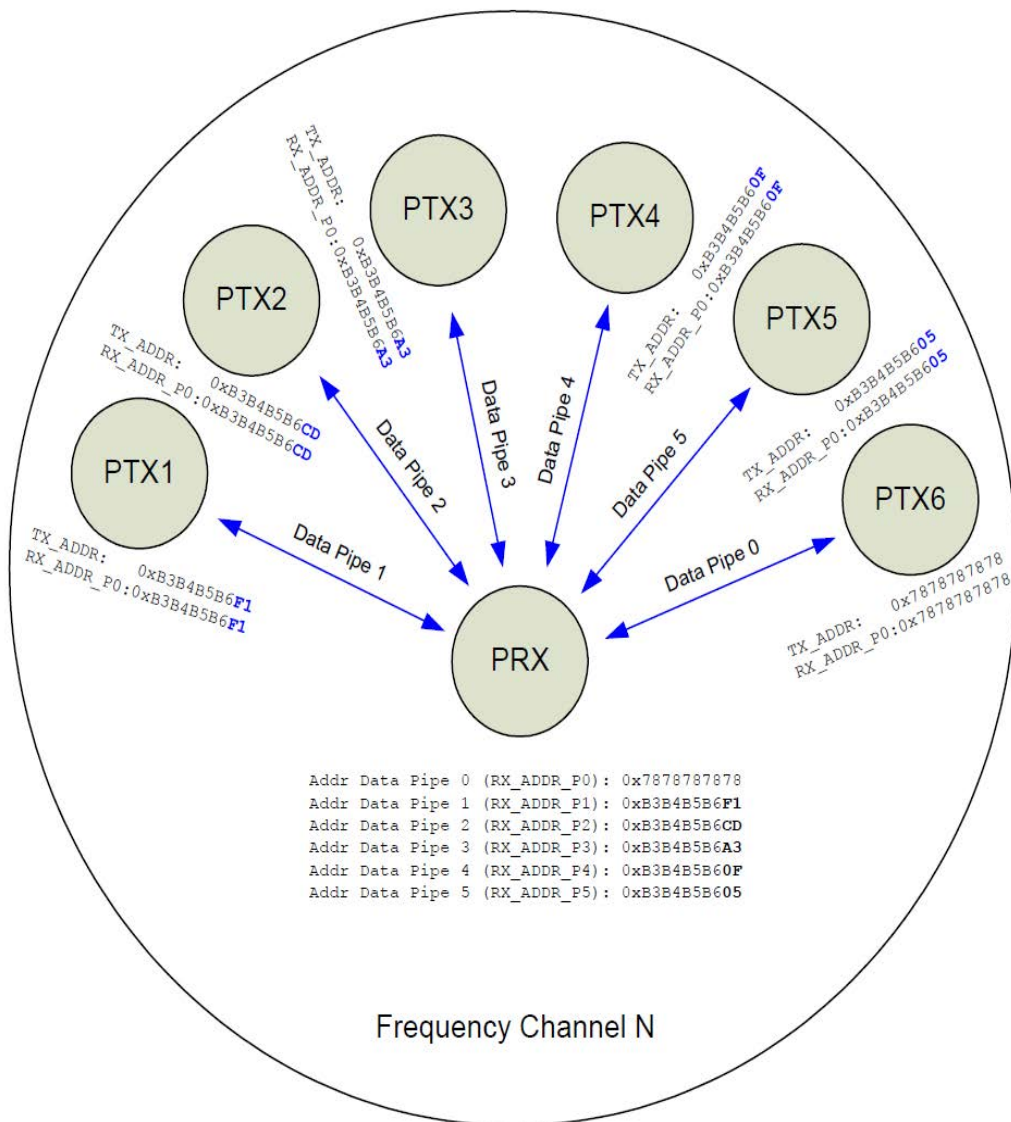 PTX3
PTX4
PTX2
PTX5
PTX1
PTX6
TX_ADDR: 0xB3B4B5B6F1
RX_ADDR_P0:0xB3B4B5B6F1
TX_ADDR: 0xB3B4B5B6CD
RX_ADDR_P0:0xB3B4B5B6CD
TX_ADDR: 0xB3B4B5B6A3
RX_ADDR_P0:0xB3B4B5B6A3
TX_ADDR: 0xB3B4B5B60F
RX_ADDR_P0:0xB3B4B5B60F
TX_ADDR: 0xB3B4B5B605
RX_ADDR_P0:0xB3B4B5B605
TX_ADDR: 0x7878787878
RX_ADDR_P0:0x7878787878
Data Pipe 1
Data Pipe 2
Data Pipe 3
Data Pipe 4
Data Pipe 5
Data Pipe 0
PRX
Addr Data Pipe 0 (RX_ADDR_P0): 0x7878787878
Addr Data Pipe 1 (RX_ADDR_P1): 0xB3B4B5B6F1
Addr Data Pipe 2 (RX_ADDR_P2): 0xB3B4B5B6CD
Addr Data Pipe 3 (RX_ADDR_P3): 0xB3B4B5B6A3
Addr Data Pipe 4 (RX_ADDR_P4): 0xB3B4B5B60F
Addr Data Pipe 5 (RX_ADDR_P5): 0xB3B4B5B605
Frequency Channel N